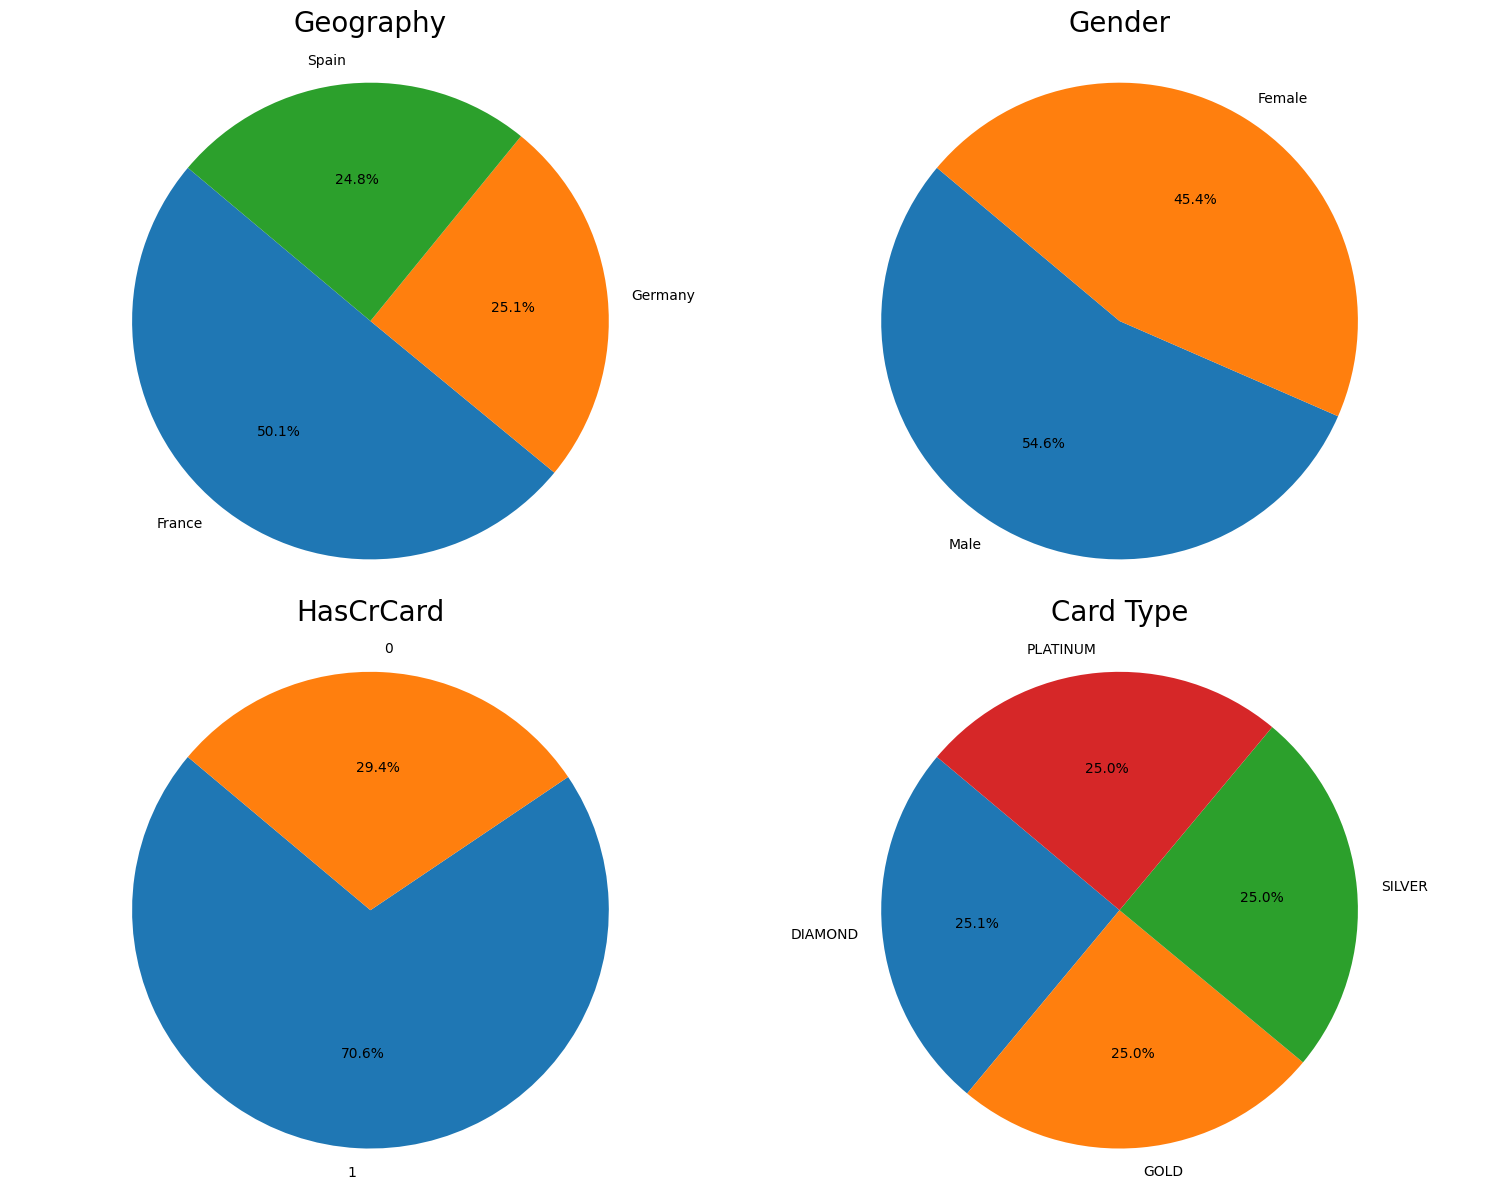 Geography
Spain
24.8%
Germany
25.1%
50.1%
France
Gender
Female
45.4%
54.6%
Male
HasCrCard
0
29.4%
70.6%
1
Card Type
PLATINUM
25.0%
SILVER
25.0%
DIAMOND
25.1%
25.0%
GOLD